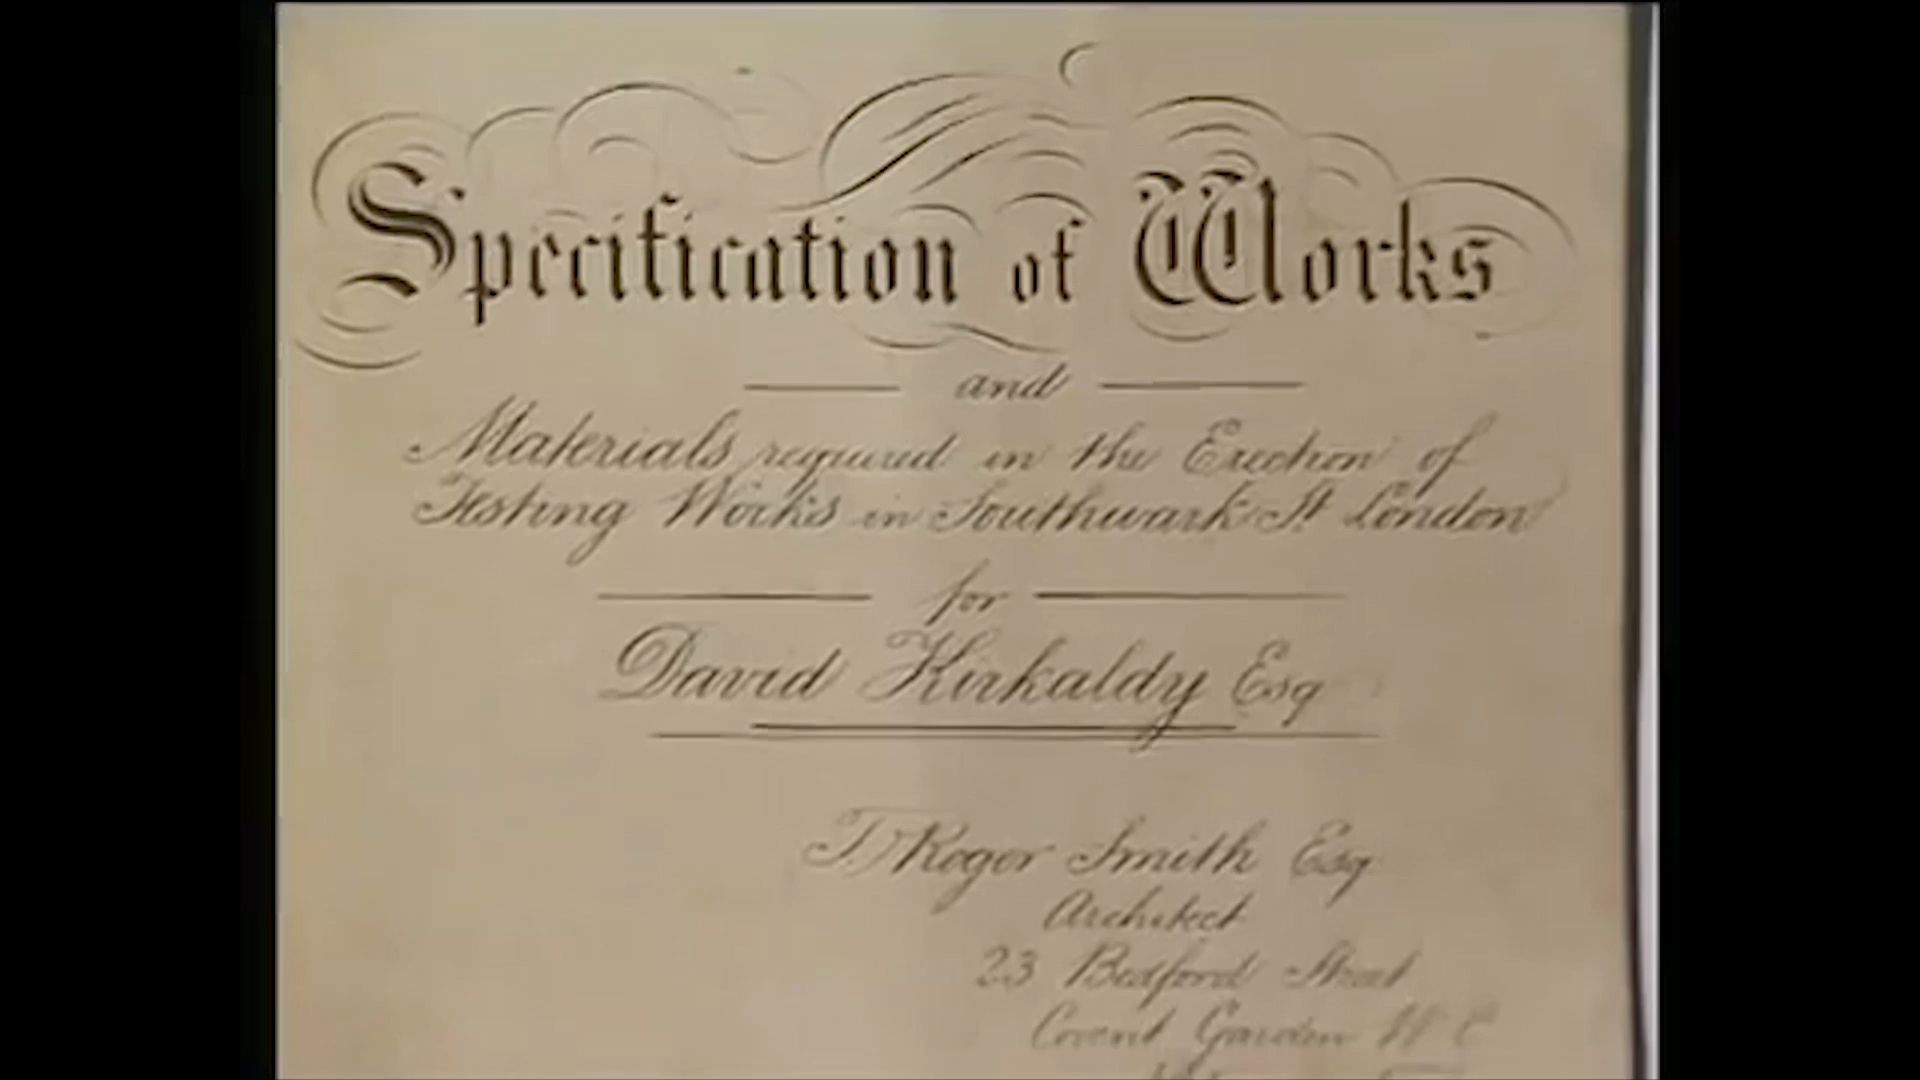 Specification of Works
and
Materials required in the Erection of
Testing Works in Southwark St London
for
David Kirkaldy Esq
T. Roger Smith Esq
Architect
23 Bedford Street
Covent Garden W C